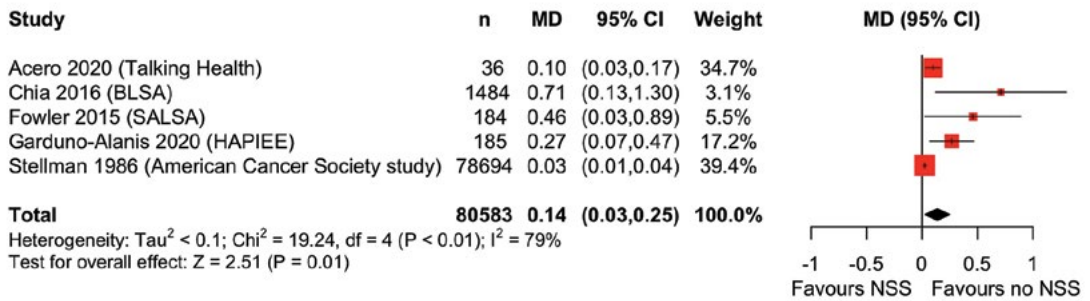 Study n MD 95% CI Weight MD (95% CI)
Acero 2020 (Talking Health) 36 0.10 (0.03,0.17) 34.7%
Chia 2016 (BLSA) 1484 0.71 (0.13,1.30) 3.1%
Fowler 2015 (SALSA) 184 0.46 (0.03,0.89) 5.5%
Garduno-Alanis 2020 (HAPIEE) 185 0.27 (0.07,0.47) 17.2%
Stellman 1986 (American Cancer Society study) 78694 0.03 (0.01,0.04) 39.4%
Total 80583 0.14 (0.03,0.25) 100.0%
Heterogeneity: Tau² < 0.1; Chi² = 19.24, df = 4 (P < 0.01); I² = 79%
Test for overall effect: Z = 2.51 (P = 0.01)
-1 -0.5 0 0.5 1
Favours NSS Favours no NSS